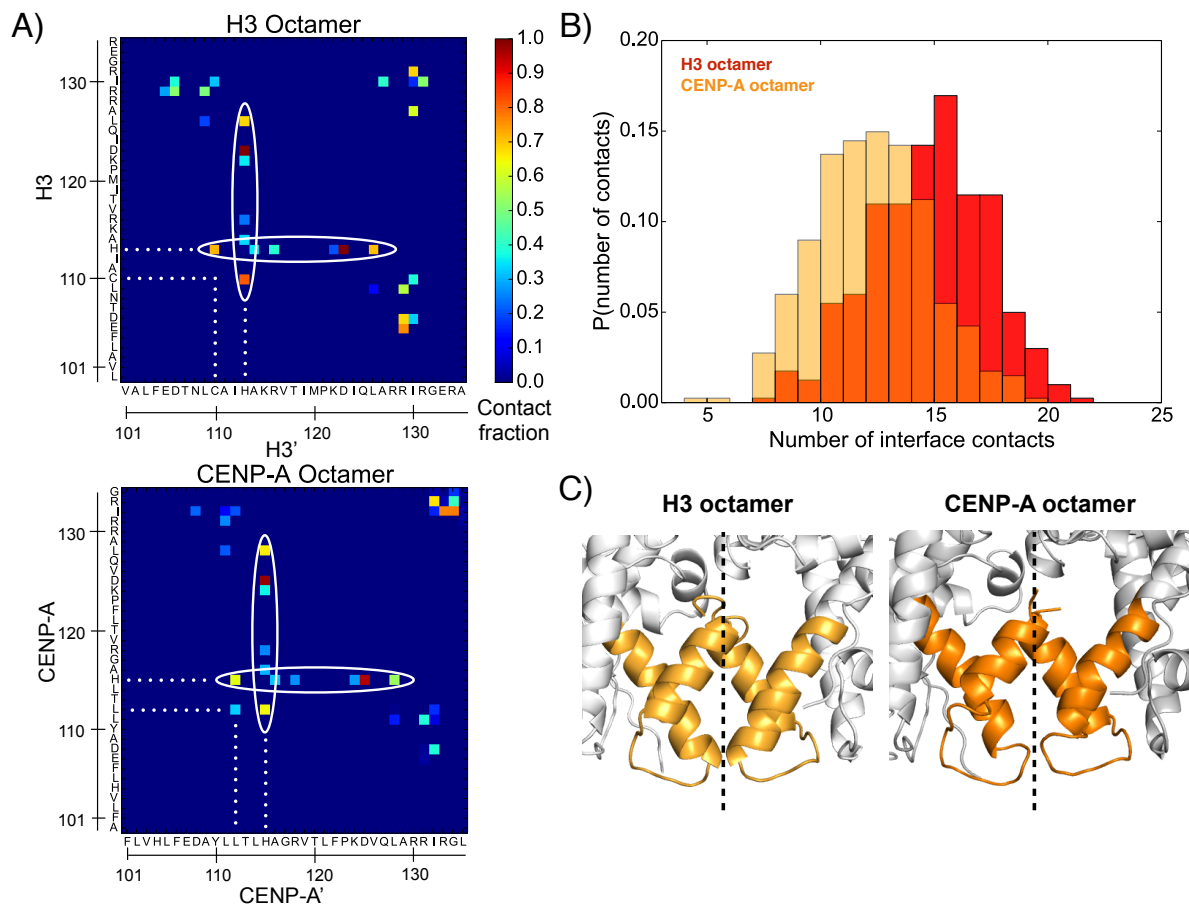 A)
H3 Octamer
H3
130
120
110
101
R E G R I R R A L Q I D K P M I T V R K A H I A C L N T D E F L A V L
1.0
0.9
0.8
0.7
0.6
0.5
0.4
0.3
0.2
0.1
0.0
Contact
fraction
V A L F E D T N L C A I H A K R V T I M P K D I Q L A R R I R G E R A
101 110 120 130
H3'
CENP-A Octamer
CENP-A
130
120
110
101
G R I R R A L Q V D K P F L T V R G A H L T L L Y A D E F L H V L F A
F L V H L F E D A Y L L T L H A G R V T L F P K D V Q L A R R I R G L
101 110 120 130
CENP-A'
B)
H3 octamer
CENP-A octamer
P(number of contacts)
0.20
0.15
0.10
0.05
0.00
5 10 15 20 25
Number of interface contacts
C)
H3 octamer CENP-A octamer